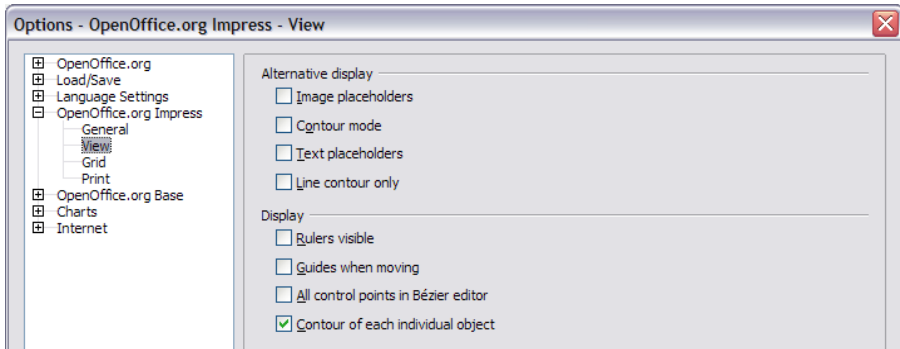 Options - OpenOffice.org Impress - View
OpenOffice.org
Load/Save
Language Settings
OpenOffice.org Impress
General
View
Grid
Print
OpenOffice.org Base
Charts
Internet
Alternative display
Image placeholders
Contour mode
Text placeholders
Line contour only
Display
Rulers visible
Guides when moving
All control points in Bézier editor
Contour of each individual object